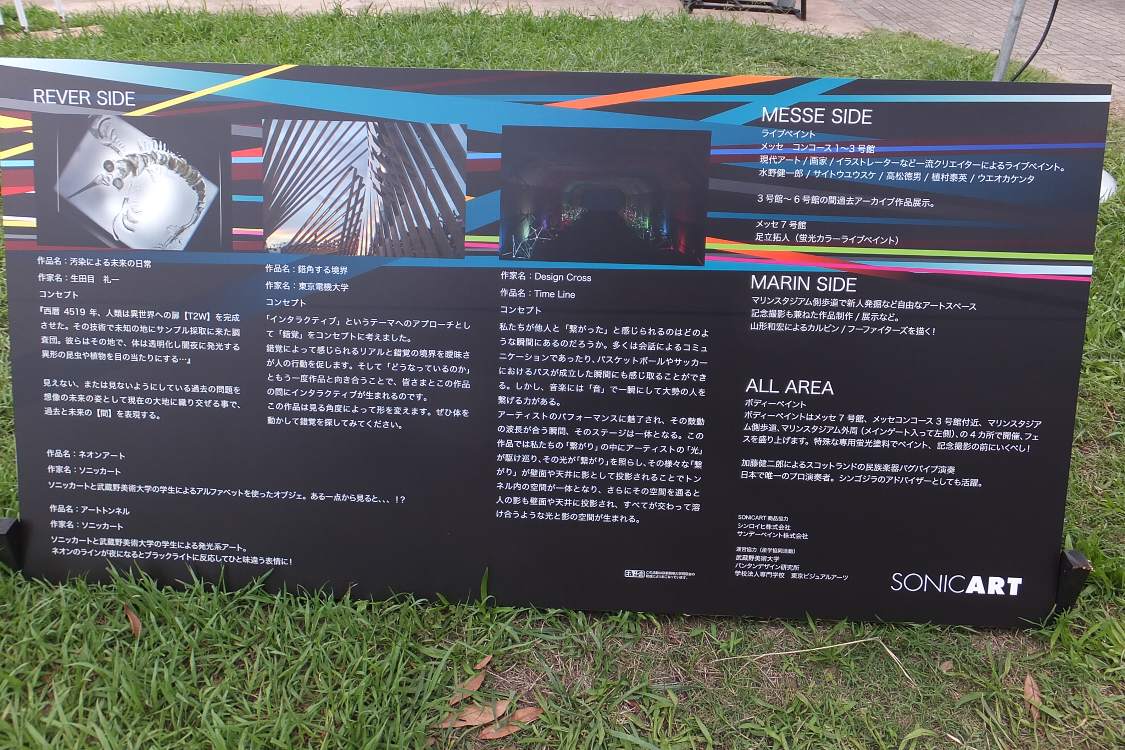 REVER SIDE
作品名：汚染による未来の日常
作家名：生田目　礼一
コンセプト
『西暦 4519 年、人類は異世界への扉【T2W】を完成
させた。その技術で未知の地にサンプル採取に来た調
査団。彼らはその地で、体は透明化し闇夜に発光する
異形の昆虫や植物を目の当たりにする…』
見えない、または見ないようにしている過去の問題を
想像の未来の姿として現在の大地に織り交ぜる事で、
過去と未来の【間】を表現する。
作品名：ネオンアート
作家名：ソニッカート
ソニッカートと武蔵野美術大学の学生によるアルファベットを使ったオブジェ。ある一点から見ると、、、！？
作品名：アートトンネル
作家名：ソニッカート
ソニッカートと武蔵野美術大学の学生による発光系アート。
ネオンのラインが夜になるとブラックライトに反応してひと味違う表情に！
作品名：錯角する境界
作家名：東京電機大学
コンセプト
「インタラクティブ」というテーマへのアプローチとし
て「錯覚」をコンセプトに考えました。
錯覚によって感じられるリアルと錯覚の境界を曖昧さ
が人の行動を促します。そして「どうなっているのか」
ともう一度作品と向き合うことで、皆さまとこの作品
の間にインタラクティブが生まれるのです。
この作品は見る角度によって形を変えます。ぜひ体を
動かして錯覚を探してみてください。
作家名：Design Cross
作品名：Time Line
コンセプト
私たちが他人と「繋がった」と感じられるのはどのよ
うな瞬間にあるのだろうか。多くは会話によるコミュ
ニケーションであったり、バスケットボールやサッカー
におけるパスが成立した瞬間にも感じ取ることができ
る。しかし、音楽には「音」で一瞬にして大勢の人を
繋げる力がある。
アーティストのパフォーマンスに魅了され、その鼓動
の波長が合う瞬間、そのステージは一体となる。この
作品では私たちの「繋がり」の中にアーティストの「光」
が駆け巡り、その光が「繋がり」を照らし、その様々な「繋
がり」が壁面や天井に影として投影されることでトン
ネル内の空間が一体となり、さらにその空間を通ると
人の影も壁面や天井に投影され、すべてが交わって溶
け合うような光と影の空間が生まれる。
MESSE SIDE
ライブペイント
メッセ　コンコース 1～3 号館
現代アート / 画家 / イラストレーターなど一流クリエイターによるライブペイント。
水野健一郎 / サイトウユウスケ / 高松徳男 / 植村泰英 / ウエオカケンタ
3 号館～ 6 号館の間過去アーカイブ作品展示。
メッセ 7 号館
足立拓人（蛍光カラーライブペイント）
MARIN SIDE
マリンスタジアム側歩道で新人発掘など自由なアートスペース
記念撮影も兼ねた作品制作 / 展示など。
山形和宏によるカルビン / フーファイターズを描く！
ALL AREA
ボディーペイント
ボディーペイントはメッセ 7 号館、メッセコンコース 3 号館付近、マリンスタジア
ム側歩道、マリンスタジアム外周（メインゲート入って左側）、の 4 カ所で開催、フェ
スを盛り上げます。特殊な専用蛍光塗料でペイント、記念撮影の前にいくべし！
加藤健二郎によるスコットランドの民族楽器バグパイプ演奏
日本で唯一のプロ演奏者。シンゴジラのアドバイザーとしても活躍。
SONICART 商品協力
シンロイヒ株式会社
サンデーペイント株式会社
運営協力（産学協同活動）
武蔵野美術大学
バンタンデザイン研究所
学校法人専門学校　東京ビジュアルアーツ
SONICART